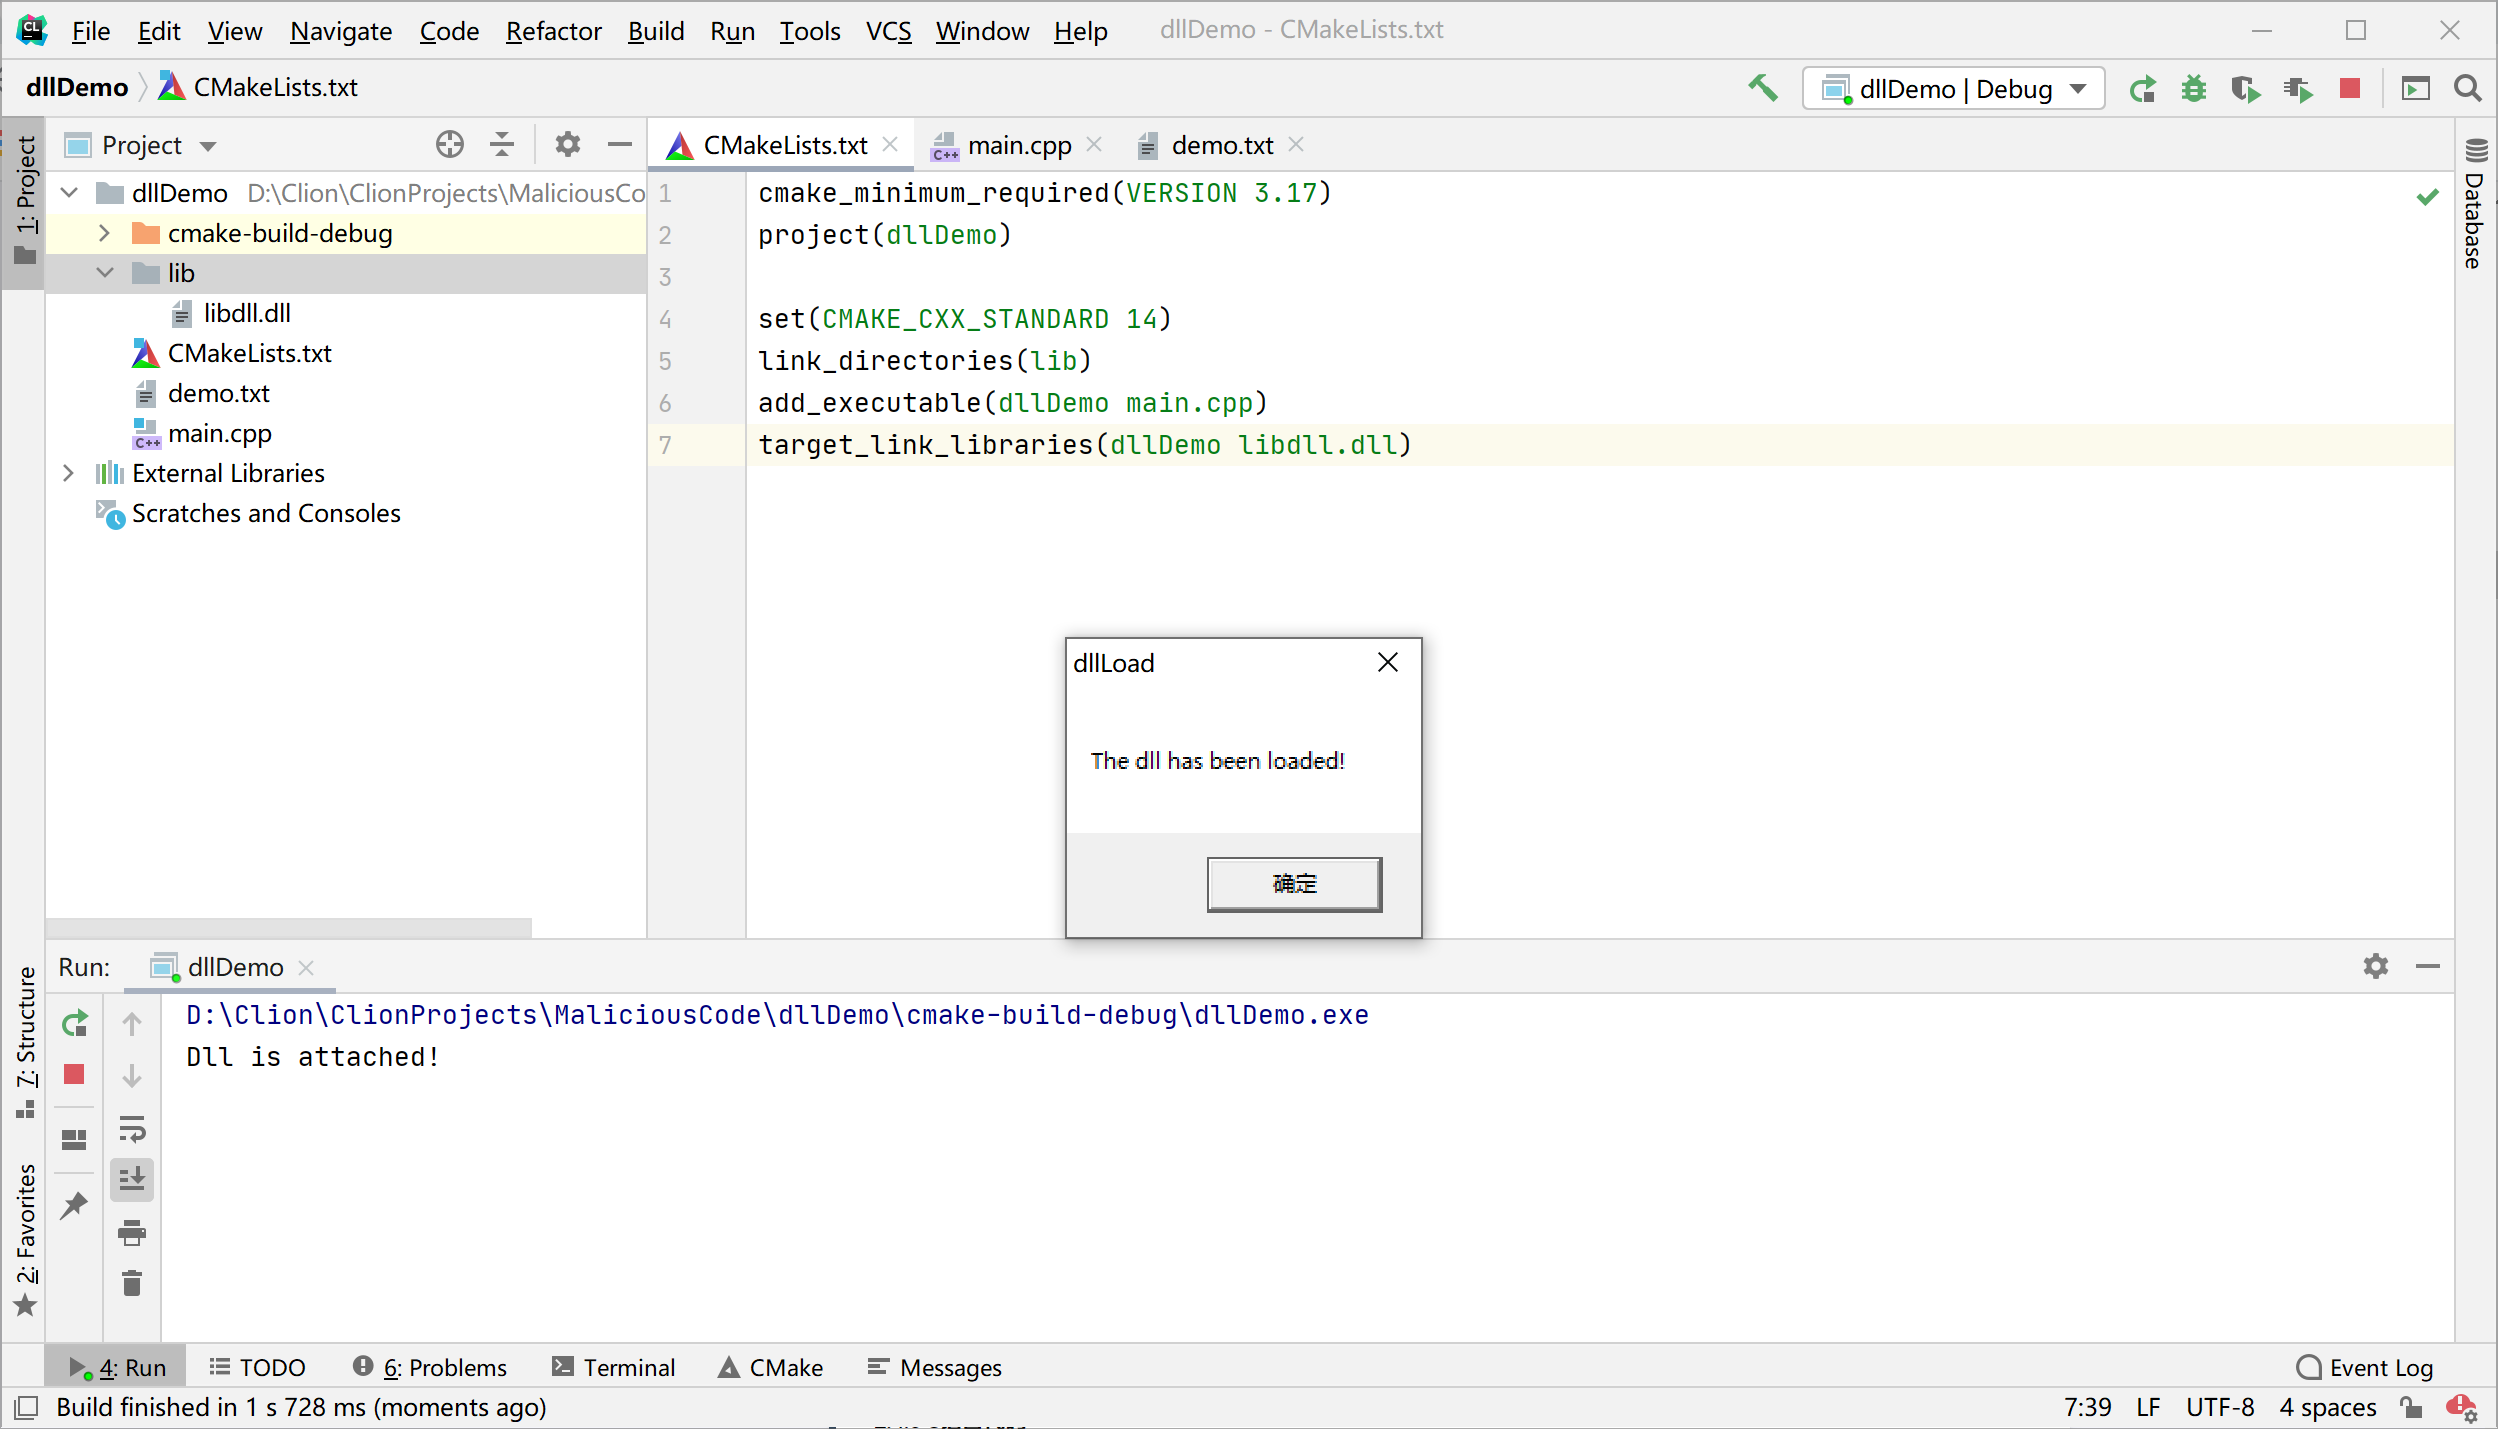 CL File Edit View Navigate Code Refactor Build Run Tools VCS Window Help dllDemo - CMakeLists.txt
dllDemo CMakeLists.txt dllDemo | Debug
1: Project
Project
dllDemo D:\Clion\ClionProjects\MaliciousCo
cmake-build-debug
lib
libdll.dll
CMakeLists.txt
demo.txt
C++ main.cpp
External Libraries
Scratches and Consoles
CMakeLists.txt C++ main.cpp demo.txt
1 cmake_minimum_required(VERSION 3.17)
2 project(dllDemo)
3
4 set(CMAKE_CXX_STANDARD 14)
5 link_directories(lib)
6 add_executable(dllDemo main.cpp)
7 target_link_libraries(dllDemo libdll.dll)
Database
dllLoad
The dll has been loaded!
确定
7: Structure
2: Favorites
Run: dllDemo
D:\Clion\ClionProjects\MaliciousCode\dllDemo\cmake-build-debug\dllDemo.exe
Dll is attached!
4: Run TODO 6: Problems Terminal CMake Messages Event Log
Build finished in 1 s 728 ms (moments ago) 7:39 LF UTF-8 4 spaces